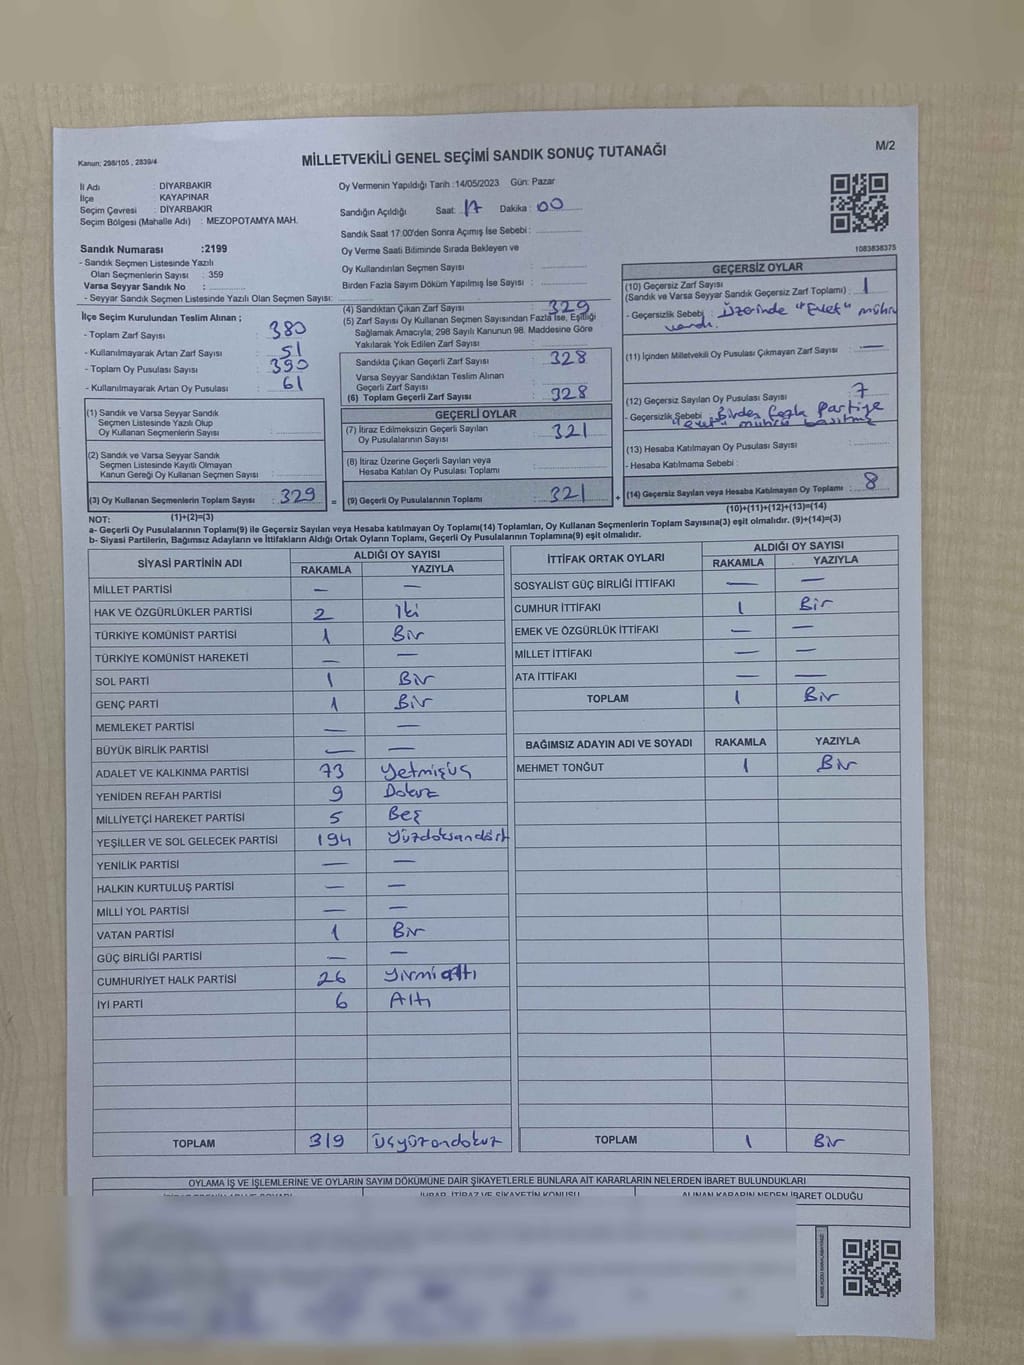 Kanun: 298/105 , 2839/4
MİLLETVEKİLİ GENEL SEÇİMİ SANDIK SONUÇ TUTANAĞI
M/2
İl Adı : DİYARBAKIR
İlçe : KAYAPINAR
Seçim Çevresi : DİYARBAKIR
Seçim Bölgesi (Mahalle Adı) : MEZOPOTAMYA MAH.
Oy Vermenin Yapıldığı Tarih :14/05/2023 Gün: Pazar
Sandığın Açıldığı Saat: 17 Dakika: 00
Sandık Saat 17:00'den Sonra Açımış İse Sebebi :
Oy Verme Saati Bitiminde Sırada Bekleyen ve
Oy Kullandırılan Seçmen Sayısı :
Birden Fazla Sayım Döküm Yapılmış İse Sayısı :
1083838375
Sandık Numarası :2199
- Sandık Seçmen Listesinde Yazılı
Olan Seçmenlerin Sayısı : 359
Varsa Seyyar Sandık No :
- Seyyar Sandık Seçmen Listesinde Yazılı Olan Seçmen Sayısı:
İlçe Seçim Kurulundan Teslim Alınan ;
- Toplam Zarf Sayısı : 380
- Kullanılmayarak Artan Zarf Sayısı : 51
- Toplam Oy Pusulası Sayısı : 390
- Kullanılmayarak Artan Oy Pusulası : 61
(1) Sandık ve Varsa Seyyar Sandık
Seçmen Listesinde Yazılı Olup
Oy Kullanan Seçmenlerin Sayısı :
(2) Sandık ve Varsa Seyyar Sandık
Seçmen Listesinde Kayıtlı Olmayan
Kanun Gereği Oy Kullanan Seçmen Sayısı :
(3) Oy Kullanan Seçmenlerin Toplam Sayısı : 329 =
(1)+(2)=(3)
(4) Sandıktan Çıkan Zarf Sayısı : 329
(5) Zarf Sayısı Oy Kullanan Seçmen Sayısından Fazla İse, Eşitliği
Sağlamak Amacıyla; 298 Sayılı Kanunun 98. Maddesine Göre
Yakılarak Yok Edilen Zarf Sayısı :
Sandıkta Çıkan Geçerli Zarf Sayısı : 328
Varsa Seyyar Sandıktan Teslim Alınan
Geçerli Zarf Sayısı :
(6) Toplam Geçerli Zarf Sayısı : 328
GEÇERLİ OYLAR
(7) İtiraz Edilmeksizin Geçerli Sayılan
Oy Pusulalarının Sayısı : 321
(8) İtiraz Üzerine Geçerli Sayılan veya
Hesaba Katılan Oy Pusulası Toplamı :
(9) Geçerli Oy Pusulalarının Toplamı : 321 +
GEÇERSİZ OYLAR
(10) Geçersiz Zarf Sayısı
(Sandık ve Varsa Seyyar Sandık Geçersiz Zarf Toplamı) : 1
- Geçersizlik Sebebi : Üzerinde "Evet" mührü
vardı.
(11) İçinden Milletvekili Oy Pusulası Çıkmayan Zarf Sayısı : —
(12) Geçersiz Sayılan Oy Pusulası Sayısı : 7
- Geçersizlik Sebebi : Birden fazla Partiye
"evet" mührü basılmış
(13) Hesaba Katılmayan Oy Pusulası Sayısı :
- Hesaba Katılmama Sebebi :
(14) Geçersiz Sayılan veya Hesaba Katılmayan Oy Toplamı : 8
(10)+(11)+(12)+(13)=(14)
NOT:
a- Geçerli Oy Pusulalarının Toplamı(9) ile Geçersiz Sayılan veya Hesaba katılmayan Oy Toplamı(14) Toplamları, Oy Kullanan Seçmenlerin Toplam Sayısına(3) eşit olmalıdır. (9)+(14)=(3)
b- Siyasi Partilerin, Bağımsız Adayların ve İttifakların Aldığı Ortak Oyların Toplamı, Geçerli Oy Pusulalarının Toplamına(9) eşit olmalıdır.
SİYASİ PARTİNİN ADI ALDIĞI OY SAYISI
RAKAMLA YAZIYLA
MİLLET PARTİSİ — —
HAK VE ÖZGÜRLÜKLER PARTİSİ 2 İki
TÜRKİYE KOMÜNİST PARTİSİ 1 Bir
TÜRKİYE KOMÜNİST HAREKETİ — —
SOL PARTİ 1 Bir
GENÇ PARTİ 1 Bir
MEMLEKET PARTİSİ — —
BÜYÜK BİRLİK PARTİSİ — —
ADALET VE KALKINMA PARTİSİ 73 Yetmişüç
YENİDEN REFAH PARTİSİ 9 Dokuz
MİLLİYETÇİ HAREKET PARTİSİ 5 Beş
YEŞİLLER VE SOL GELECEK PARTİSİ 194 Yüzdoksandört
YENİLİK PARTİSİ — —
HALKIN KURTULUŞ PARTİSİ — —
MİLLİ YOL PARTİSİ — —
VATAN PARTİSİ 1 Bir
GÜÇ BİRLİĞİ PARTİSİ — —
CUMHURİYET HALK PARTİSİ 26 Yirmialtı
İYİ PARTİ 6 Altı
TOPLAM 319 Üçyüzondokuz
İTTİFAK ORTAK OYLARI ALDIĞI OY SAYISI
RAKAMLA YAZIYLA
SOSYALİST GÜÇ BİRLİĞİ İTTİFAKI — —
CUMHUR İTTİFAKI 1 Bir
EMEK VE ÖZGÜRLÜK İTTİFAKI — —
MİLLET İTTİFAKI — —
ATA İTTİFAKI — —
TOPLAM 1 Bir
BAĞIMSIZ ADAYIN ADI VE SOYADI RAKAMLA YAZIYLA
MEHMET TONĞUT 1 Bir
TOPLAM 1 Bir
OYLAMA İŞ VE İŞLEMLERİNE VE OYLARIN SAYIM DÖKÜMÜNE DAİR ŞİKAYETLERLE BUNLARA AİT KARARLARIN NELERDEN İBARET BULUNDUKLARI
İTİRAZ VE ŞİKAYETİN KONUSU ALINAN KARARIN NEDEN İBARET OLDUĞU